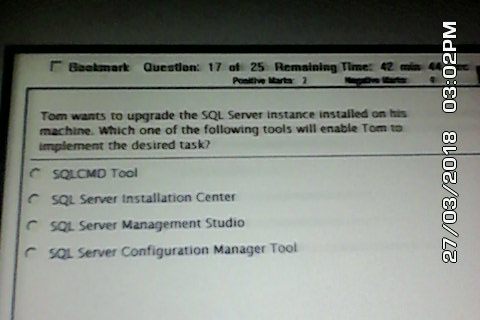 Bookmark Question: 17 of 25 Remaining Time: 42 min 44
Positive Marks: 2 Negative Marks: 0
Tom wants to upgrade the SQL Server instance installed on his
machine. Which one of the following tools will enable Tom to
implement the desired task?
SQLCMD Tool
SQL Server Installation Center
SQL Server Management Studio
SQL Server Configuration Manager Tool
27/03/2018 03:02PM